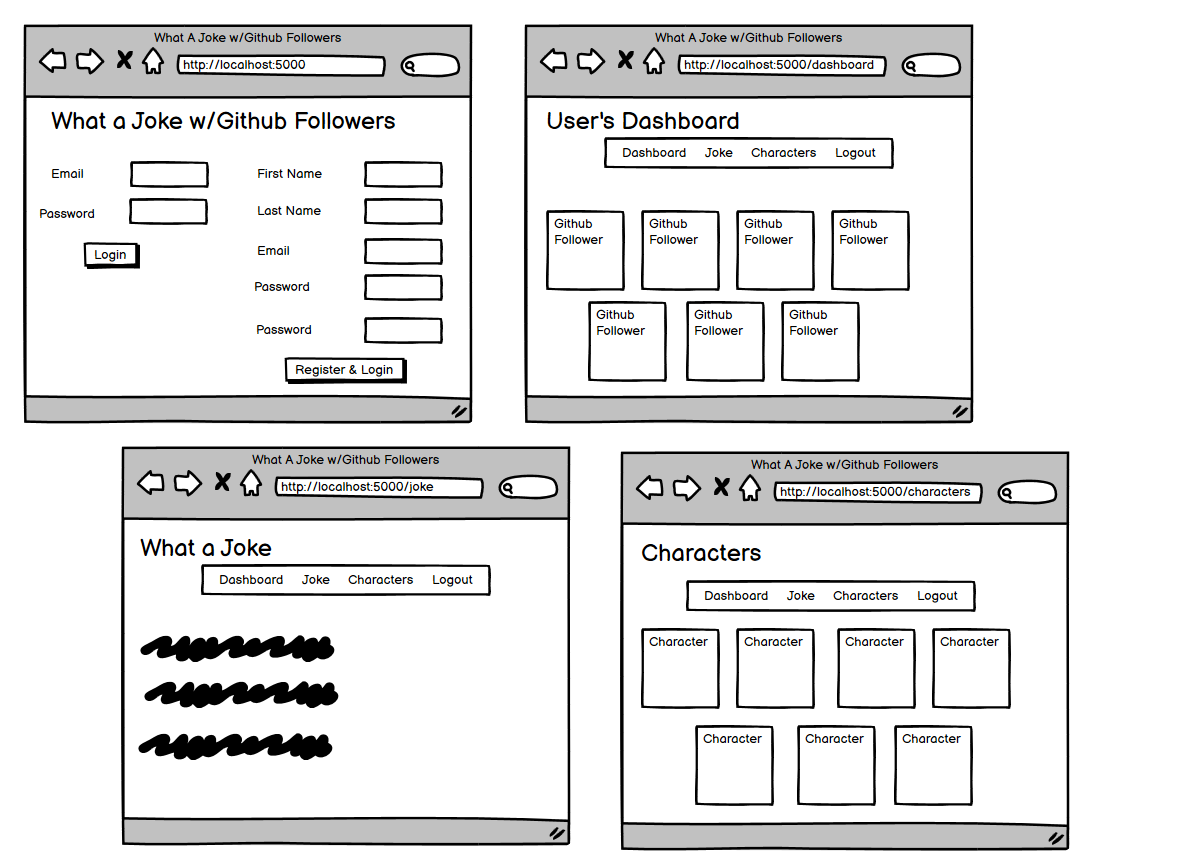 What A Joke w/Github Followers
http://localhost:5000
What a Joke w/Github Followers
Email
Password
Login
First Name
Last Name
Email
Password
Password
Register & Login
What A Joke w/Github Followers
http://localhost:5000/dashboard
User's Dashboard
Dashboard Joke Characters Logout
Github Follower
Github Follower
Github Follower
Github Follower
Github Follower
Github Follower
Github Follower
What A Joke w/Github Followers
http://localhost:5000/joke
What a Joke
Dashboard Joke Characters Logout
What A Joke w/Github Followers
http://localhost:5000/characters
Characters
Dashboard Joke Characters Logout
Character Character Character Character
Character Character Character